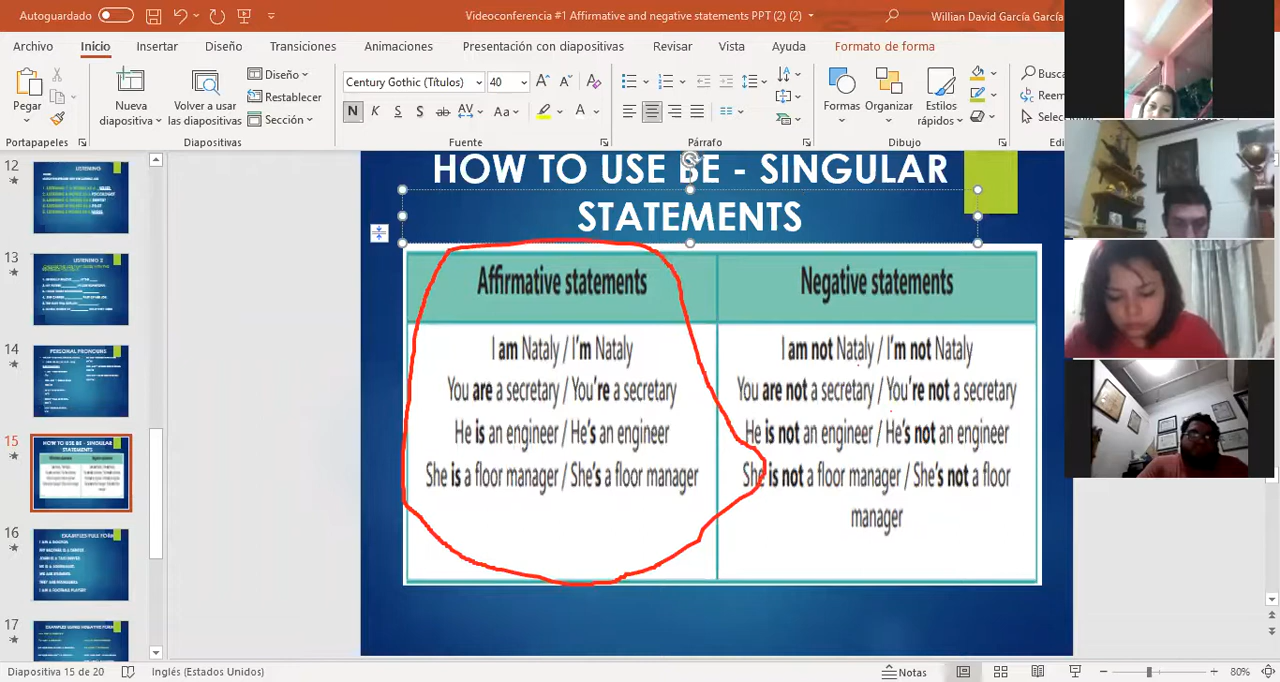 Autoguardado
Videoconferencia #1 Affirmative and negative statements PPT (2) (2)
Willian David García García
Archivo Inicio Insertar Diseño Transiciones Animaciones Presentación con diapositivas Revisar Vista Ayuda Formato de forma
Pegar
Nueva diapositiva
Volver a usar las diapositivas
Diseño
Restablecer
Sección
Century Gothic (Títulos) 40
N K S S ab AV Aa A
Formas Organizar Estilos rápidos
Portapapeles Diapositivas Fuente Párrafo Dibujo
12
13
14
15
16
17
HOW TO USE BE - SINGULAR
STATEMENTS
Affirmative statements
I am Nataly / I'm Nataly
You are a secretary / You're a secretary
He is an engineer / He's an engineer
She is a floor manager / She's a floor manager
Negative statements
I am not Nataly / I'm not Nataly
You are not a secretary / You're not a secretary
He is not an engineer / He's not an engineer
She is not a floor manager / She's not a floor
manager
Diapositiva 15 de 20 Inglés (Estados Unidos) Notas 80%